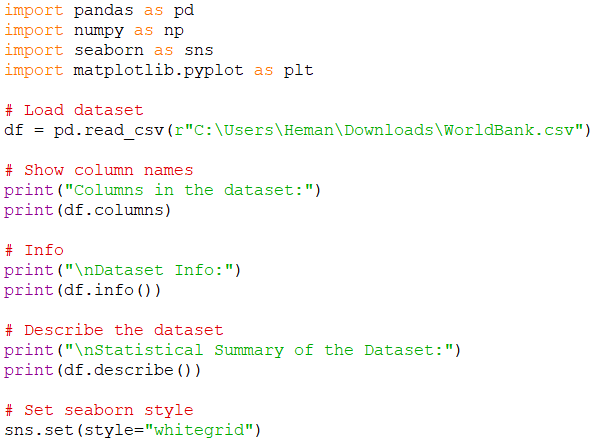 import pandas as pd
import numpy as np
import seaborn as sns
import matplotlib.pyplot as plt
# Load dataset
df = pd.read_csv(r"C:\Users\Heman\Downloads\WorldBank.csv")
# Show column names
print("Columns in the dataset:")
print(df.columns)
# Info
print("\nDataset Info:")
print(df.info())
# Describe the dataset
print("\nStatistical Summary of the Dataset:")
print(df.describe())
# Set seaborn style
sns.set(style="whitegrid")